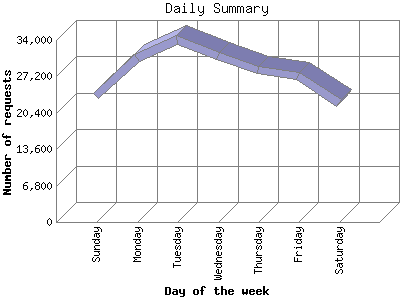 Daily Summary
Number of requests
34,000
27,200
20,400
13,600
6,800
0
Sunday
Monday
Tuesday
Wednesday
Thursday
Friday
Saturday
Day of the week